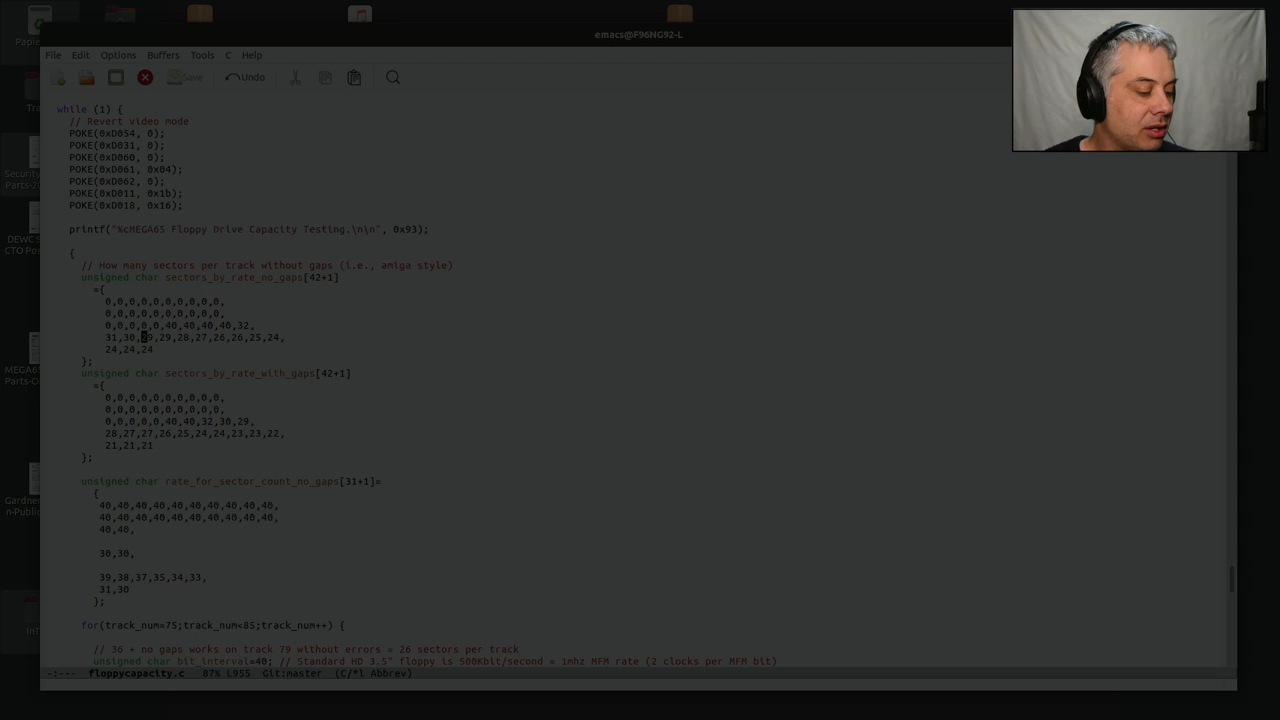 emacs@F96NG92-L
File Edit Options Buffers Tools C Help
Save Undo
while (1) {
// Revert video mode
POKE(0xD054, 0);
POKE(0xD031, 0);
POKE(0xD060, 0);
POKE(0xD061, 0x04);
POKE(0xD062, 0);
POKE(0xD011, 0x1b);
POKE(0xD018, 0x16);
printf("%cMEGA65 Floppy Drive Capacity Testing.\n\n", 0x93);
{
// How many sectors per track without gaps (i.e., amiga style)
unsigned char sectors_by_rate_no_gaps[42+1]
={
0,0,0,0,0,0,0,0,0,0,
0,0,0,0,0,0,0,0,0,0,
0,0,0,0,0,40,40,40,40,32,
31,30,29,29,28,27,26,26,25,24,
24,24,24
};
unsigned char sectors_by_rate_with_gaps[42+1]
={
0,0,0,0,0,0,0,0,0,0,
0,0,0,0,0,0,0,0,0,0,
0,0,0,0,0,40,40,32,30,29,
28,27,27,26,25,24,24,23,23,22,
21,21,21
};
unsigned char rate_for_sector_count_no_gaps[31+1]=
{
40,40,40,40,40,40,40,40,40,40,
40,40,40,40,40,40,40,40,40,40,
40,40,
30,30,
39,38,37,35,34,33,
31,30
};
for(track_num=75;track_num<85;track_num++) {
// 36 + no gaps works on track 79 without errors = 26 sectors per track
unsigned char bit_interval=40; // Standard HD 3.5" floppy is 500Kbit/second = 1mhz MFM rate (2 clocks per MFM bit)
-:--- floppycapacity.c 87% L955 Git:master (C/*l Abbrev)